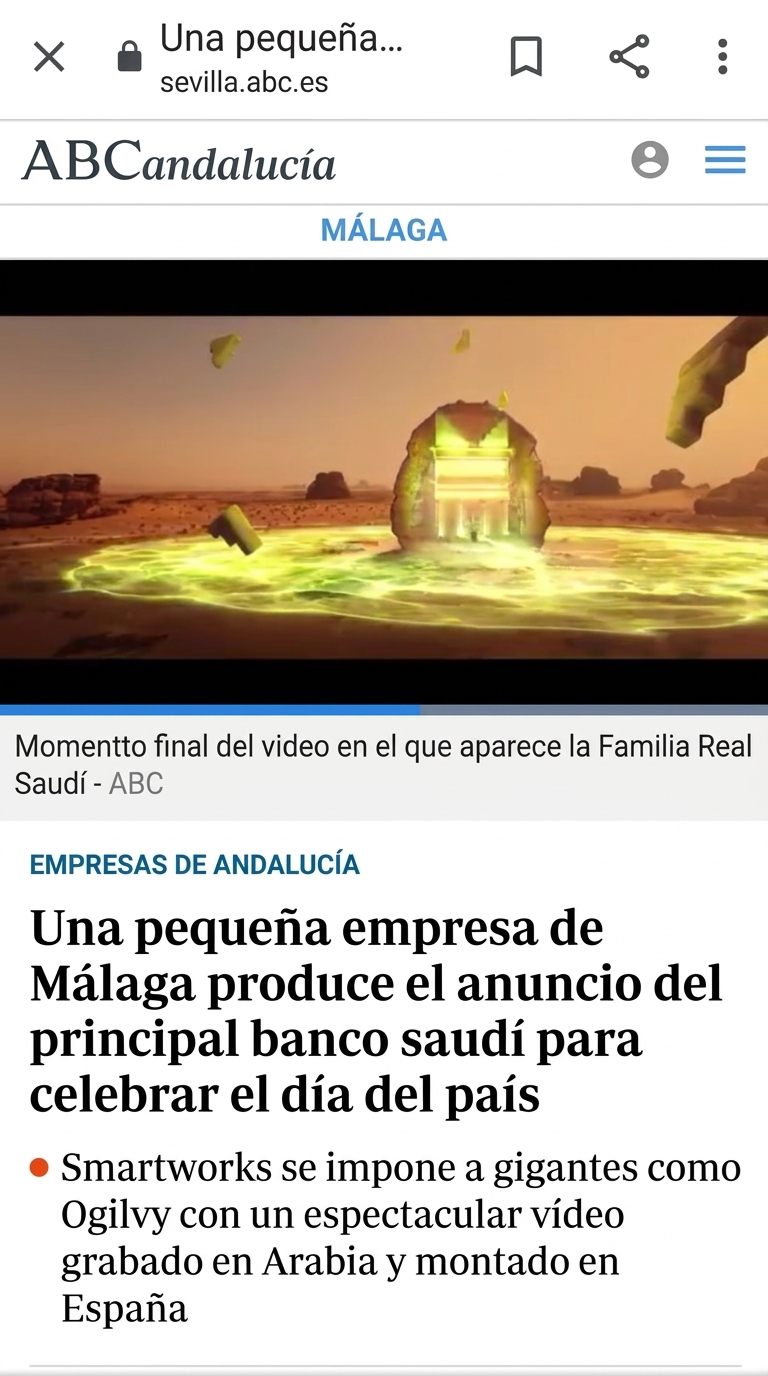 Una pequeña...
sevilla.abc.es
ABCandalucía
MÁLAGA
Momentto final del video en el que aparece la Familia Real
Saudí - ABC
EMPRESAS DE ANDALUCÍA
Una pequeña empresa de
Málaga produce el anuncio del
principal banco saudí para
celebrar el día del país
Smartworks se impone a gigantes como
Ogilvy con un espectacular vídeo
grabado en Arabia y montado en
España